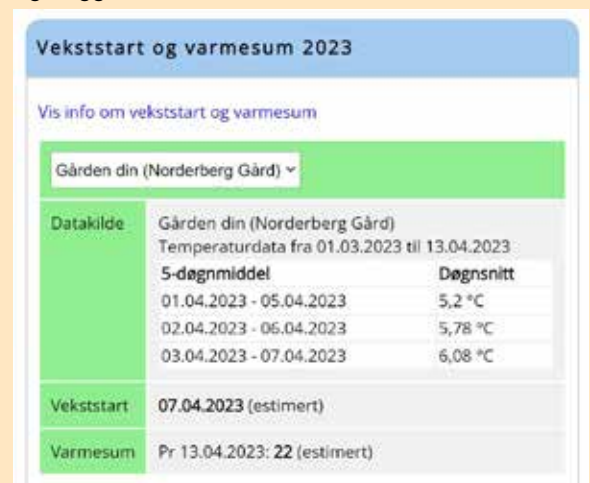 Vekststart og varmesum 2023
Vis info om vekststart og varmesum
Gården din (Norderberg Gård)
Datakilde Gården din (Norderberg Gård)
Temperaturdata fra 01.03.2023 til 13.04.2023
5-døgnmiddel Døgnsnitt
01.04.2023 - 05.04.2023 5,2 °C
02.04.2023 - 06.04.2023 5,78 °C
03.04.2023 - 07.04.2023 6,08 °C
Vekststart 07.04.2023 (estimert)
Varmesum Pr 13.04.2023: 22 (estimert)